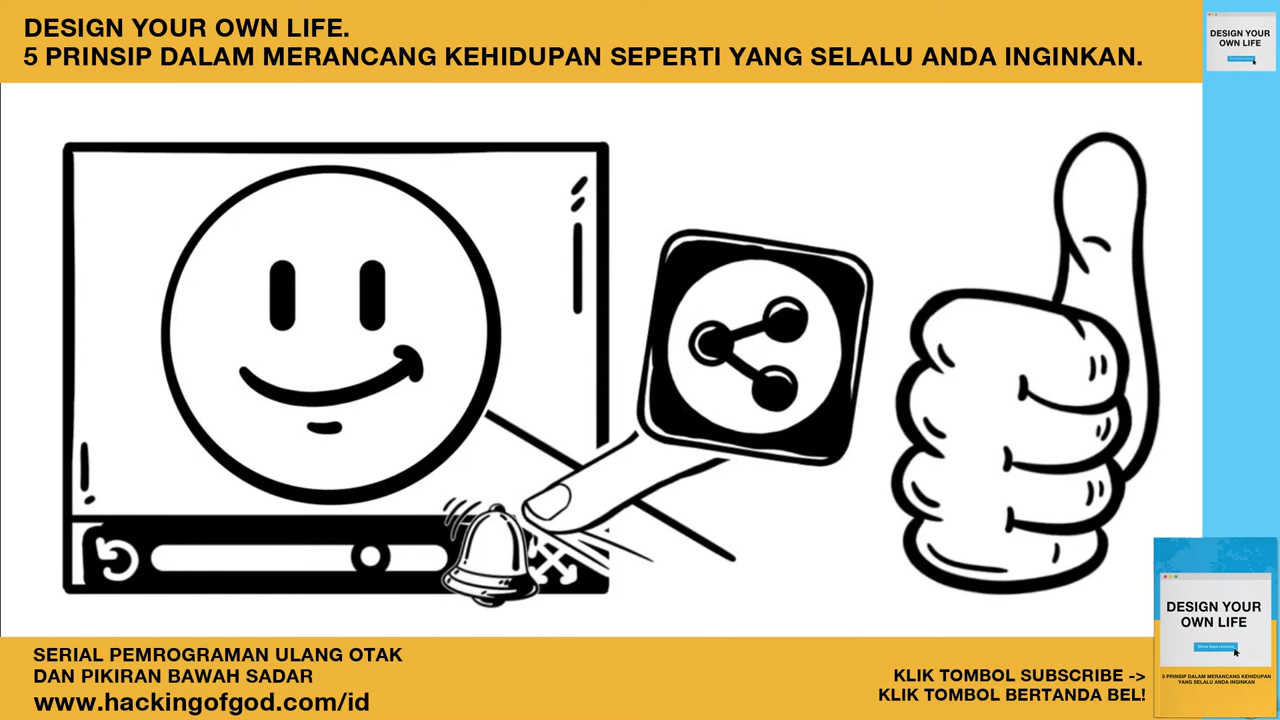 DESIGN YOUR OWN LIFE.
5 PRINSIP DALAM MERANCANG KEHIDUPAN SEPERTI YANG SELALU ANDA INGINKAN.
DESIGN YOUR
OWN LIFE
SERIAL PEMROGRAMAN ULANG OTAK
DAN PIKIRAN BAWAH SADAR
www.hackingofgod.com/id
KLIK TOMBOL SUBSCRIBE ->
KLIK TOMBOL BERTANDA BEL!
DESIGN YOUR
OWN LIFE
5 PRINSIP DALAM MERANCANG KEHIDUPAN
YANG SELALU ANDA INGINKAN